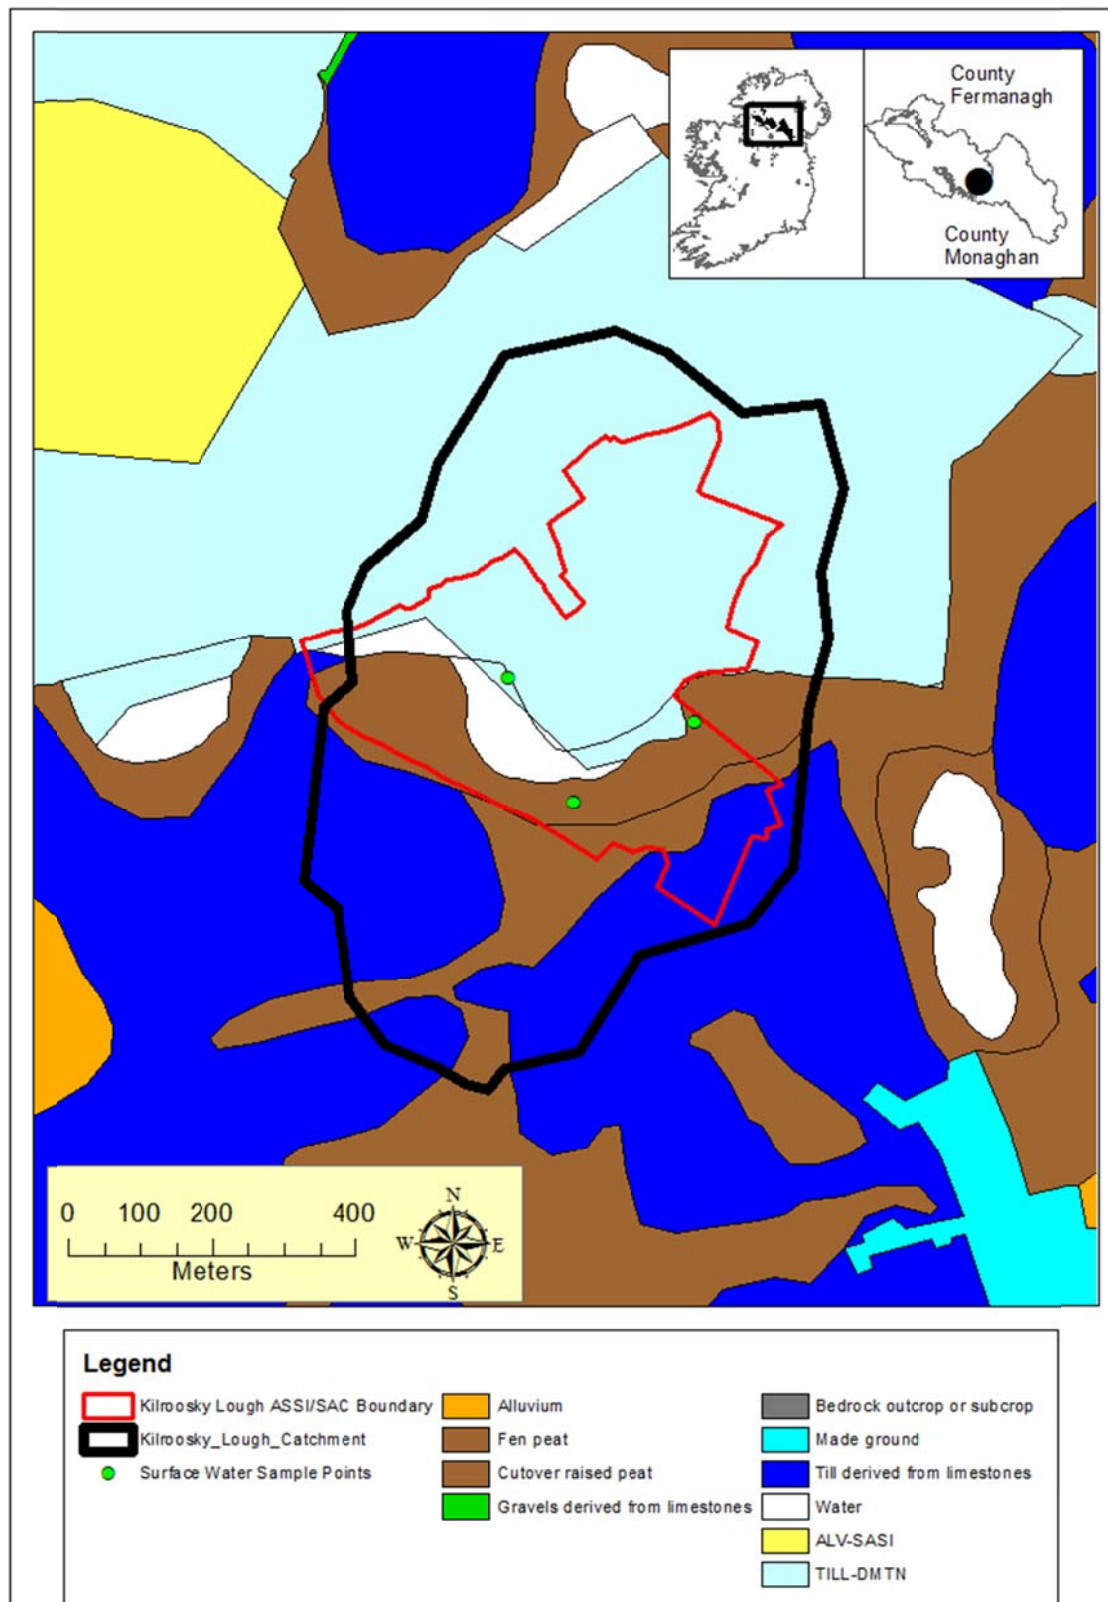 County
Fermanagh
County
Monaghan
0 100 200 400
Meters
N
W E
S
Legend
Kilroosky Lough ASSI/SAC Boundary
Kilroosky_Lough_Catchment
Surface Water Sample Points
Alluvium
Fen peat
Cutover raised peat
Gravels derived from limestones
Bedrock outcrop or subcrop
Made ground
Till derived from limestones
Water
ALV-SASI
TILL-DMTN